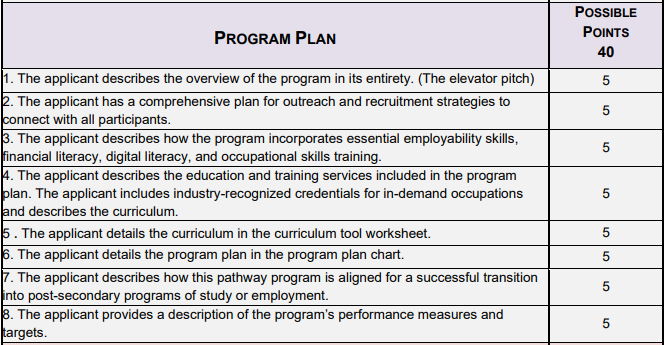 PROGRAM PLAN
POSSIBLE
POINTS
40
1. The applicant describes the overview of the program in its entirety. (The elevator pitch)
5
2. The applicant has a comprehensive plan for outreach and recruitment strategies to
connect with all participants.
5
3. The applicant describes how the program incorporates essential employability skills,
financial literacy, digital literacy, and occupational skills training.
5
4. The applicant describes the education and training services included in the program
plan. The applicant includes industry-recognized credentials for in-demand occupations
and describes the curriculum.
5
5 . The applicant details the curriculum in the curriculum tool worksheet.
5
6. The applicant details the program plan in the program plan chart.
5
7. The applicant describes how this pathway program is aligned for a successful transition
into post-secondary programs of study or employment.
5
8. The applicant provides a description of the program’s performance measures and
targets.
5